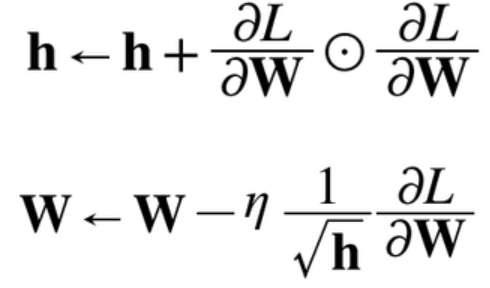 h ← h + ∂L/∂W ⊙ ∂L/∂W
W ← W − η 1/√h ∂L/∂W